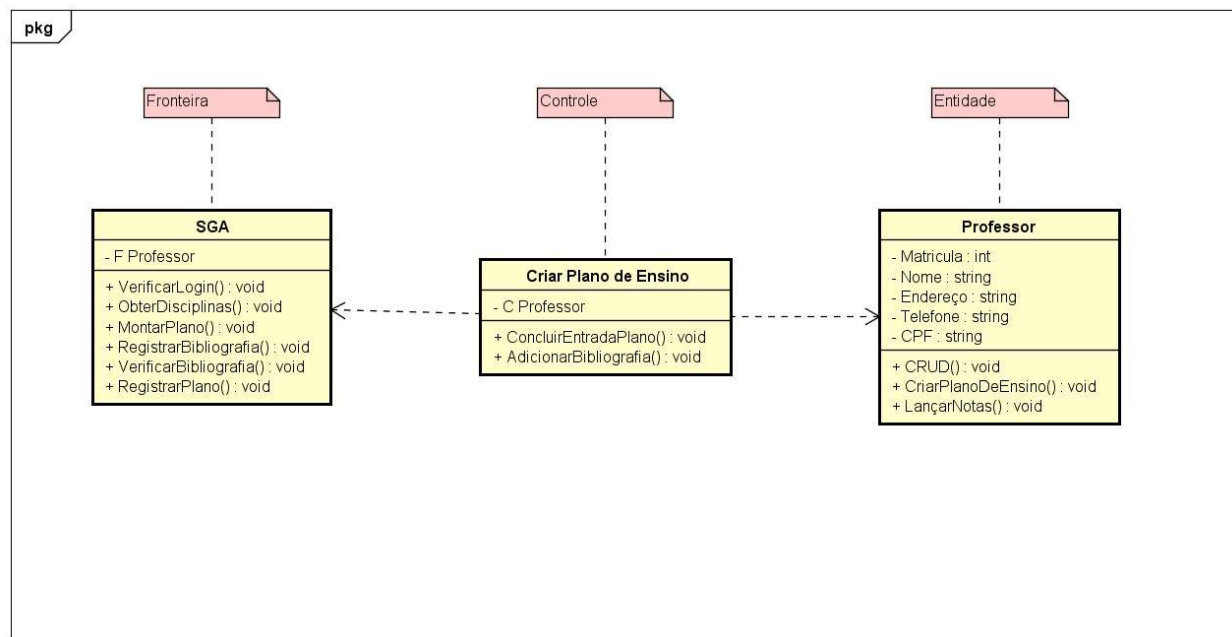 pkg
Fronteira
Controle
Entidade
SGA
- F Professor
+ VerificarLogin() : void
+ ObterDisciplinas() : void
+ MontarPlano() : void
+ RegistrarBibliografia() : void
+ VerificarBibliografia() : void
+ RegistrarPlano() : void
Criar Plano de Ensino
- C Professor
+ ConcluirEntradaPlano() : void
+ AdicionarBibliografia() : void
Professor
- Matricula : int
- Nome : string
- Endereço : string
- Telefone : string
- CPF : string
+ CRUD() : void
+ CriarPlanoDeEnsino() : void
+ LançarNotas() : void